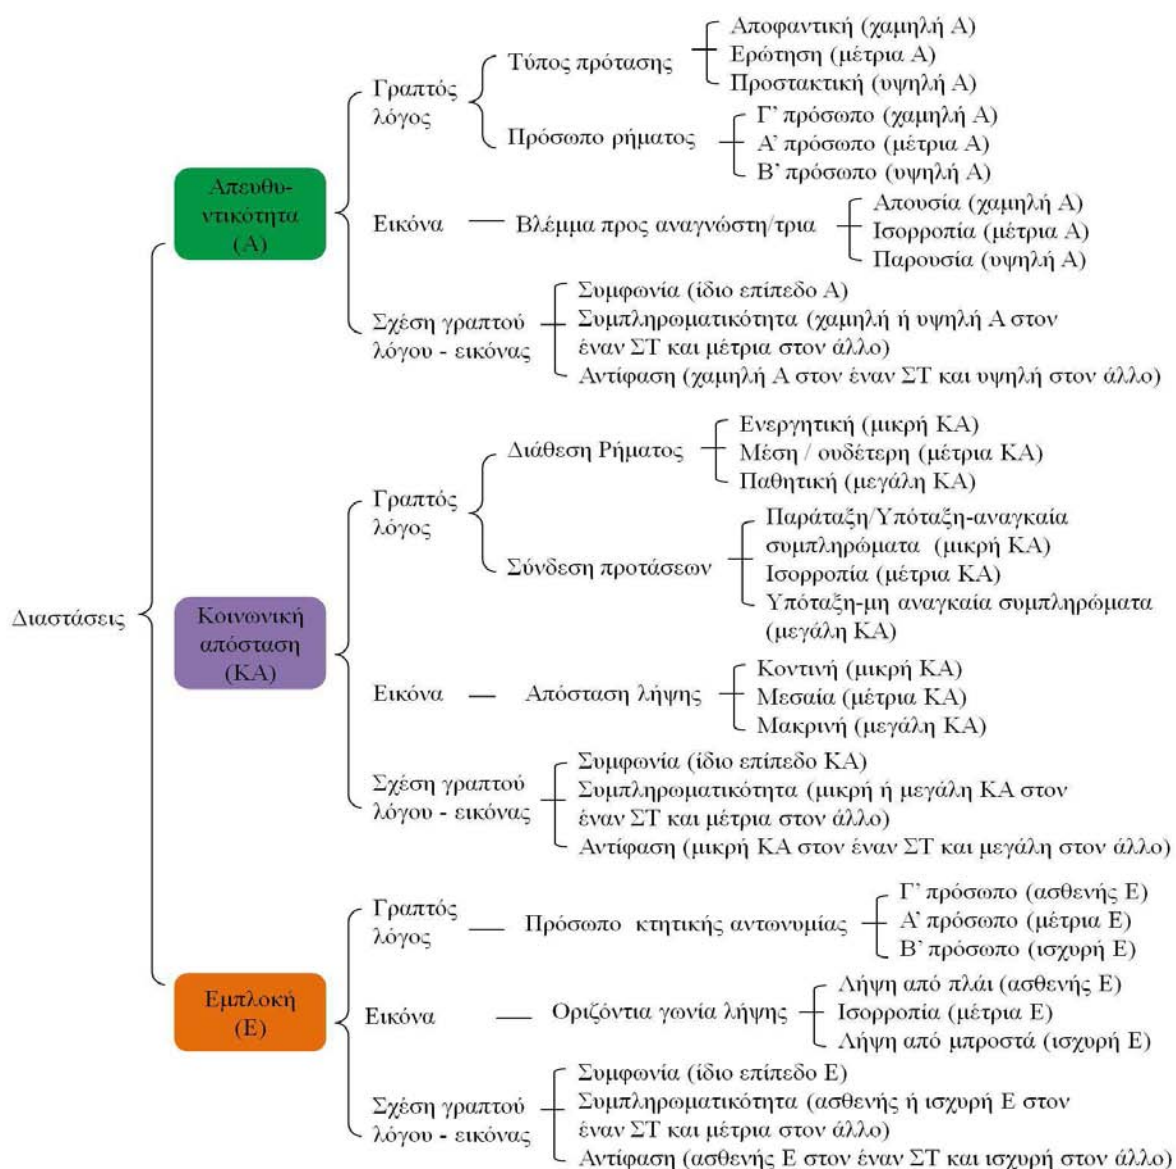 Διαστάσεις
Απευθυ-
ντικότητα
(Α)
Γραπτός
λόγος
Τύπος πρότασης
Αποφαντική (χαμηλή Α)
Ερώτηση (μέτρια Α)
Προστακτική (υψηλή Α)
Πρόσωπο ρήματος
Γ' πρόσωπο (χαμηλή Α)
Α' πρόσωπο (μέτρια Α)
Β' πρόσωπο (υψηλή Α)
Εικόνα
Βλέμμα προς αναγνώστη/τρια
Απουσία (χαμηλή Α)
Ισορροπία (μέτρια Α)
Παρουσία (υψηλή Α)
Σχέση γραπτού
λόγου - εικόνας
Συμφωνία (ίδιο επίπεδο Α)
Συμπληρωματικότητα (χαμηλή ή υψηλή Α στον
έναν ΣΤ και μέτρια στον άλλο)
Αντίφαση (χαμηλή Α στον έναν ΣΤ και υψηλή στον άλλο)
Κοινωνική
απόσταση
(ΚΑ)
Γραπτός
λόγος
Διάθεση Ρήματος
Ενεργητική (μικρή ΚΑ)
Μέση / ουδέτερη (μέτρια ΚΑ)
Παθητική (μεγάλη ΚΑ)
Σύνδεση προτάσεων
Παράταξη/Υπόταξη-αναγκαία
συμπληρώματα (μικρή ΚΑ)
Ισορροπία (μέτρια ΚΑ)
Υπόταξη-μη αναγκαία συμπληρώματα
(μεγάλη ΚΑ)
Εικόνα
Απόσταση λήψης
Κοντινή (μικρή ΚΑ)
Μεσαία (μέτρια ΚΑ)
Μακρινή (μεγάλη ΚΑ)
Σχέση γραπτού
λόγου - εικόνας
Συμφωνία (ίδιο επίπεδο ΚΑ)
Συμπληρωματικότητα (μικρή ή μεγάλη ΚΑ στον
έναν ΣΤ και μέτρια στον άλλο)
Αντίφαση (μικρή ΚΑ στον έναν ΣΤ και μεγάλη στον άλλο)
Εμπλοκή
(Ε)
Γραπτός
λόγος
Πρόσωπο κτητικής αντωνυμίας
Γ' πρόσωπο (ασθενής Ε)
Α' πρόσωπο (μέτρια Ε)
Β' πρόσωπο (ισχυρή Ε)
Εικόνα
Οριζόντια γωνία λήψης
Λήψη από πλάι (ασθενής Ε)
Ισορροπία (μέτρια Ε)
Λήψη από μπροστά (ισχυρή Ε)
Σχέση γραπτού
λόγου - εικόνας
Συμφωνία (ίδιο επίπεδο Ε)
Συμπληρωματικότητα (ασθενής ή ισχυρή Ε στον
έναν ΣΤ και μέτρια στον άλλο)
Αντίφαση (ασθενής Ε στον έναν ΣΤ και ισχυρή στον άλλο)